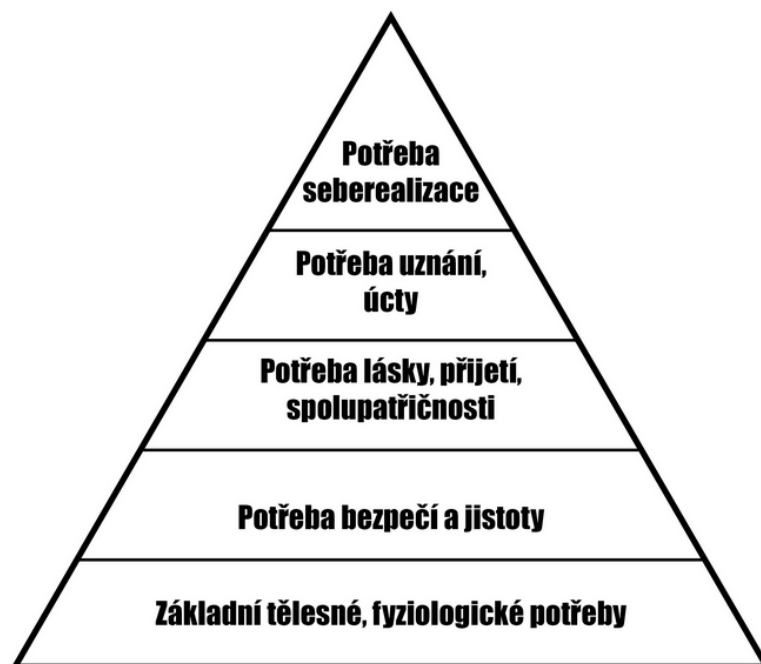 Potřeba
seberealizace
Potřeba uznání,
úcty
Potřeba lásky, přijetí,
spolupatřičnosti
Potřeba bezpečí a jistoty
Základní tělesné, fyziologické potřeby